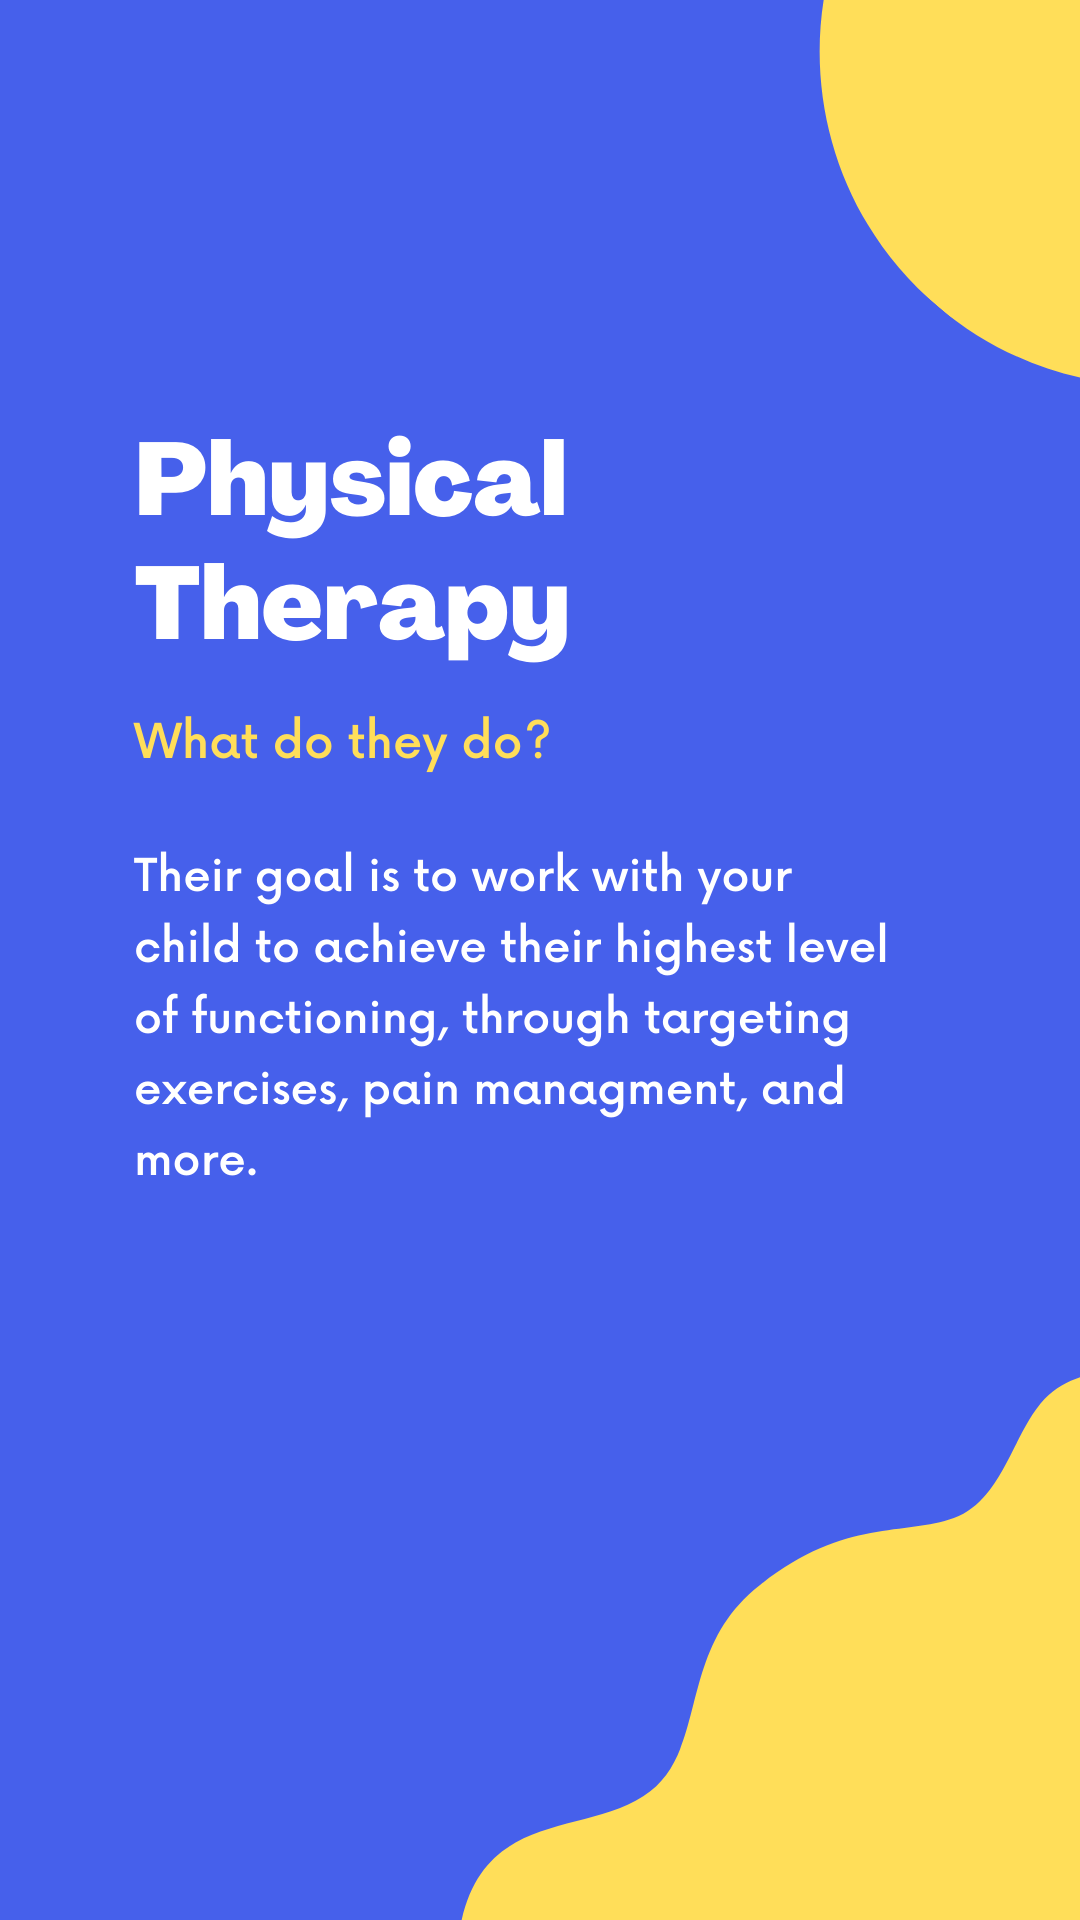 Physical
Therapy
What do they do?
Their goal is to work with your
child to achieve their highest level
of functioning, through targeting
exercises, pain managment, and
more.